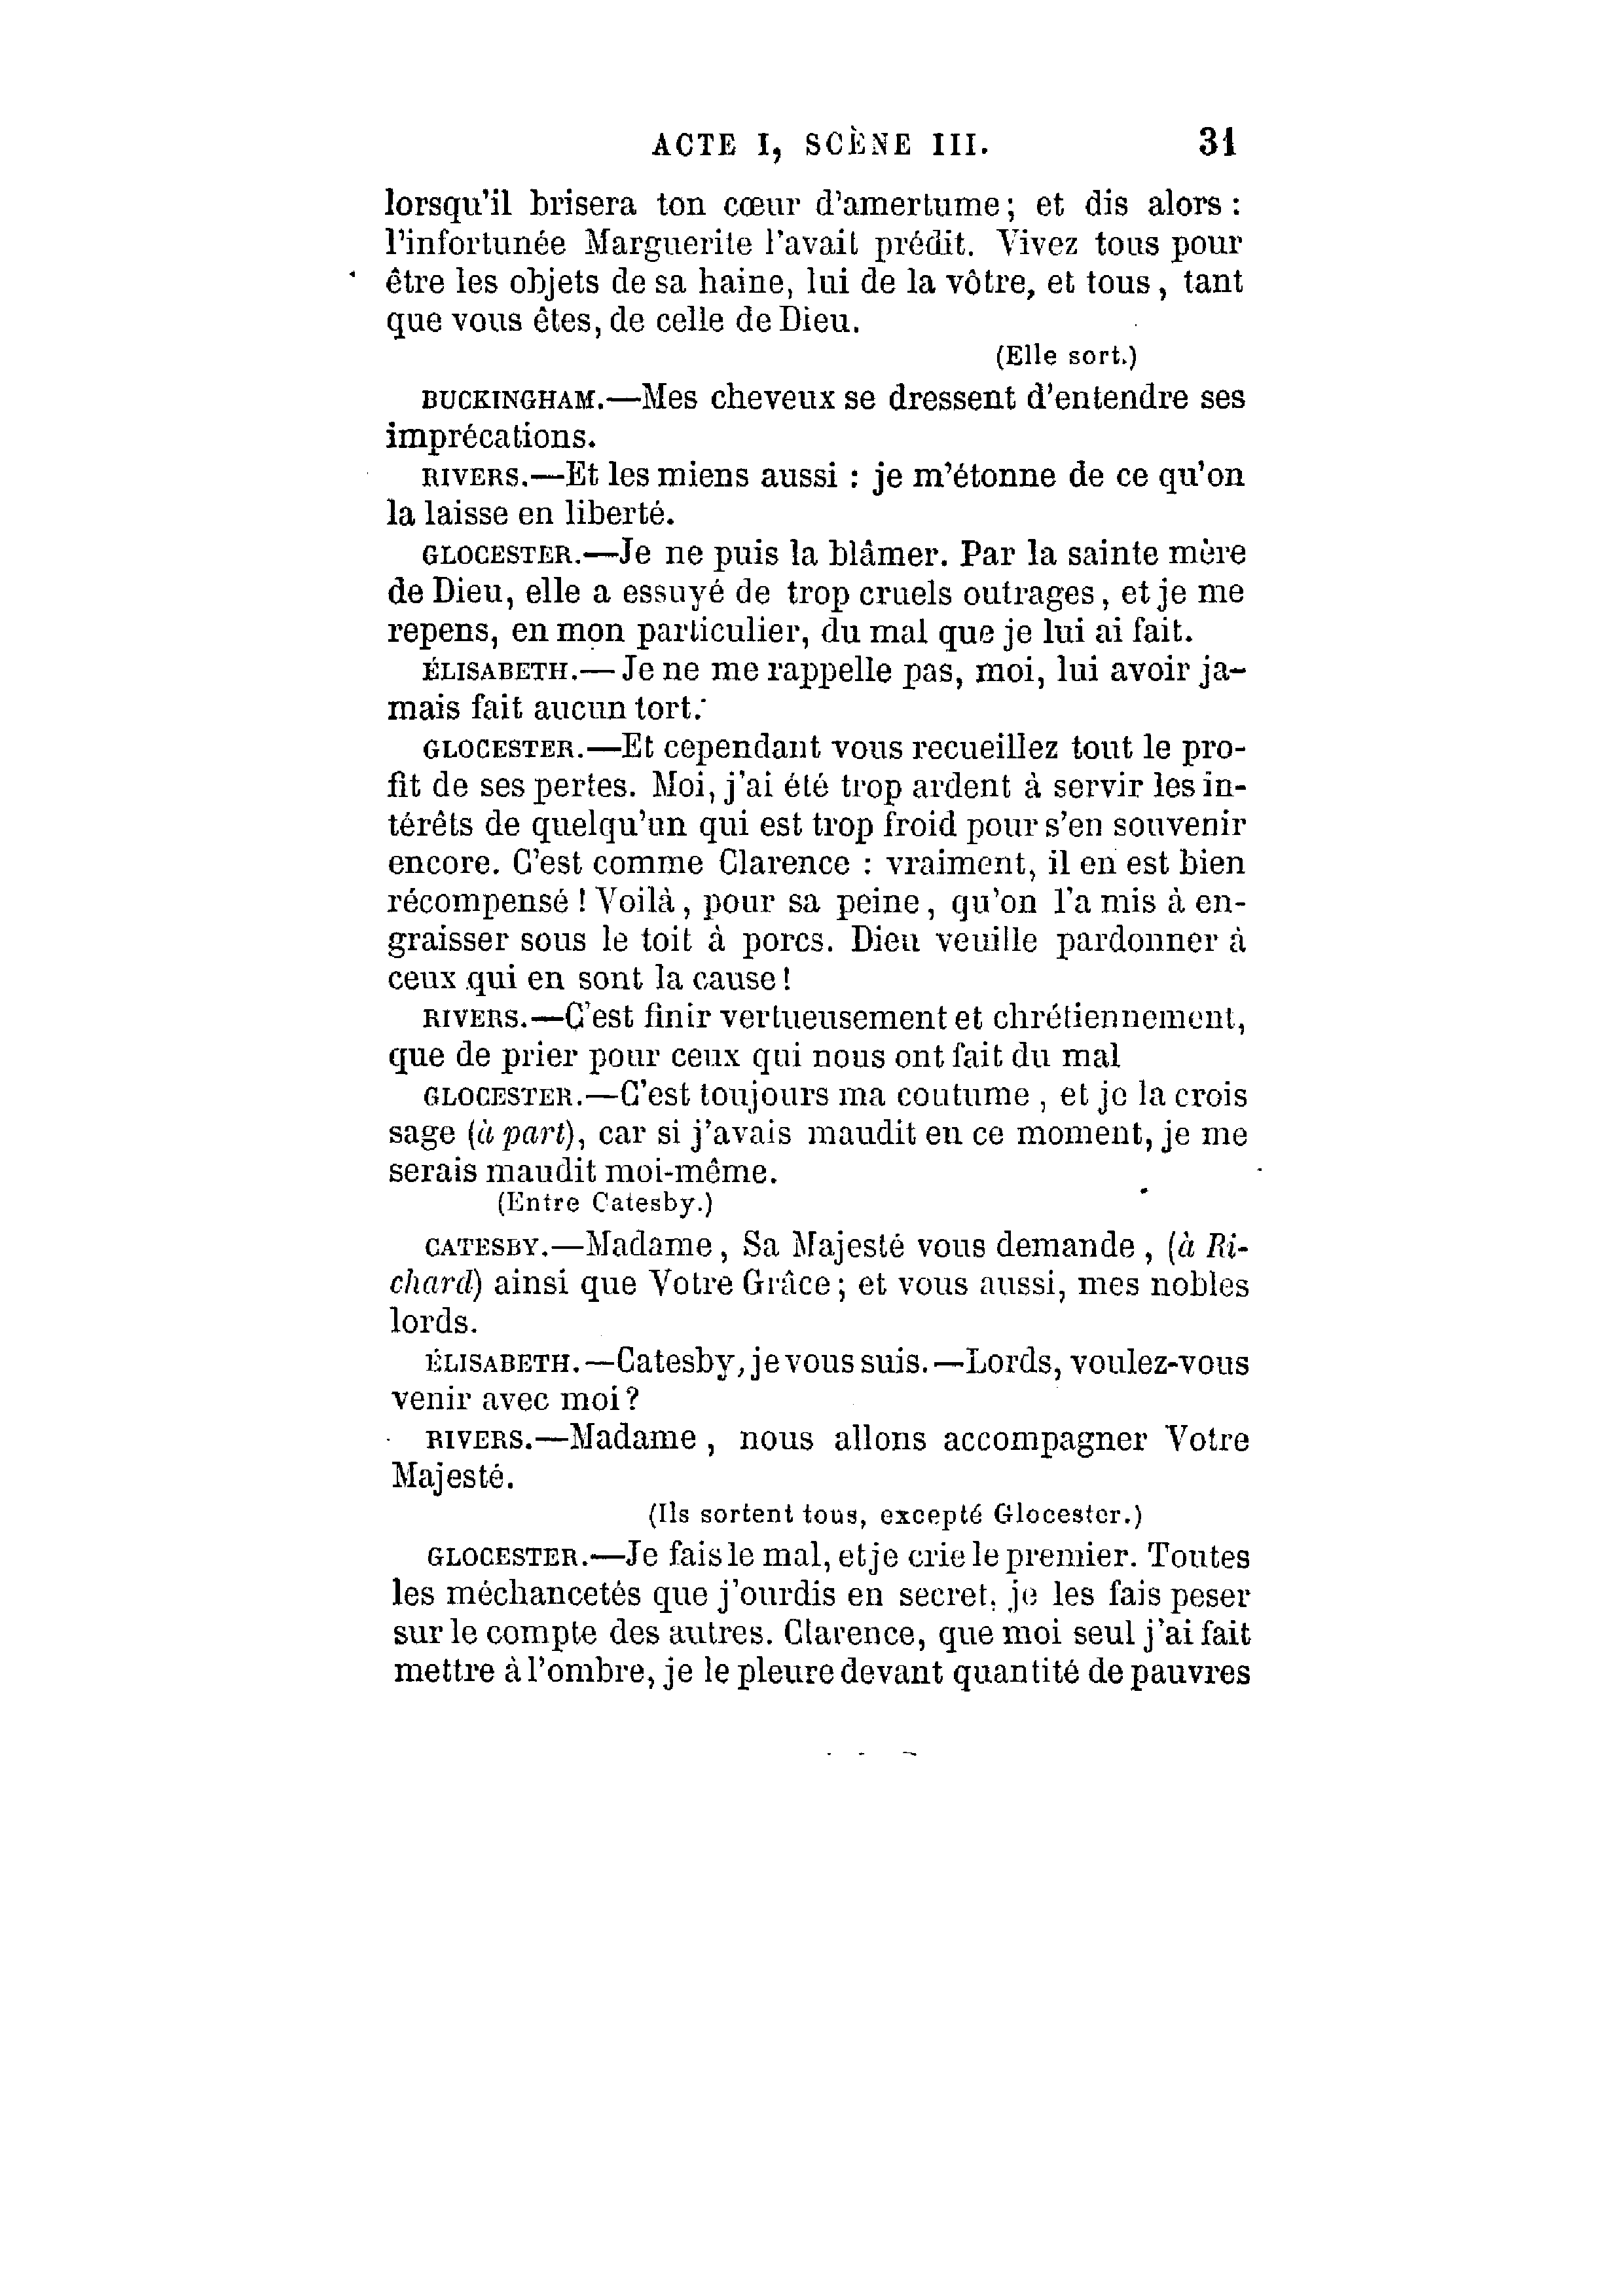 ACTE I, SCÈNE III. 31
lorsqu'il brisera ton cœur d'amertume; et dis alors :
l'infortunée Marguerite l'avait prédit. Vivez tous pour
être les objets de sa haine, lui de la vôtre, et tous, tant
que vous êtes, de celle de Dieu.
(Elle sort.)
BUCKINGHAM.—Mes cheveux se dressent d'entendre ses
imprécations.
RIVERS.—Et les miens aussi : je m'étonne de ce qu'on
la laisse en liberté.
GLOCESTER.—Je ne puis la blâmer. Par la sainte mère
de Dieu, elle a essuyé de trop cruels outrages, et je me
repens, en mon particulier, du mal que je lui ai fait.
ÉLISABETH.—Je ne me rappelle pas, moi, lui avoir ja-
mais fait aucun tort.
GLOCESTER.—Et cependant vous recueillez tout le pro-
fit de ses pertes. Moi, j'ai été trop ardent à servir les in-
térêts de quelqu'un qui est trop froid pour s'en souvenir
encore. C'est comme Clarence : vraiment, il en est bien
récompensé ! Voilà, pour sa peine, qu'on l'a mis à en-
graisser sous le toit à porcs. Dieu veuille pardonner à
ceux qui en sont la cause !
RIVERS.—C'est finir vertueusement et chrétiennement,
que de prier pour ceux qui nous ont fait du mal
GLOCESTER.—C'est toujours ma coutume, et je la crois
sage (à part), car si j'avais maudit en ce moment, je me
serais maudit moi-même.
(Entre Catesby.)
CATESBY.—Madame, Sa Majesté vous demande, (à Ri-
chard) ainsi que Votre Grâce; et vous aussi, mes nobles
lords.
ÉLISABETH.—Catesby, je vous suis.—Lords, voulez-vous
venir avec moi?
RIVERS.—Madame, nous allons accompagner Votre
Majesté.
(Ils sortent tous, excepté Glocester.)
GLOCESTER.—Je fais le mal, et je crie le premier. Toutes
les méchancetés que j'ourdis en secret, je les fais peser
sur le compte des autres. Clarence, que moi seul j'ai fait
mettre à l'ombre, je le pleure devant quantité de pauvres